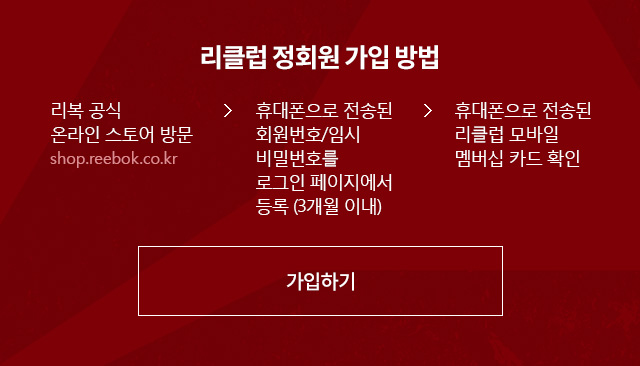 리클럽 정회원 가입 방법
리복 공식
온라인 스토어 방문
shop.reebok.co.kr
휴대폰으로 전송된
회원번호/임시
비밀번호를
로그인 페이지에서
등록 (3개월 이내)
휴대폰으로 전송된
리클럽 모바일
멤버십 카드 확인
가입하기